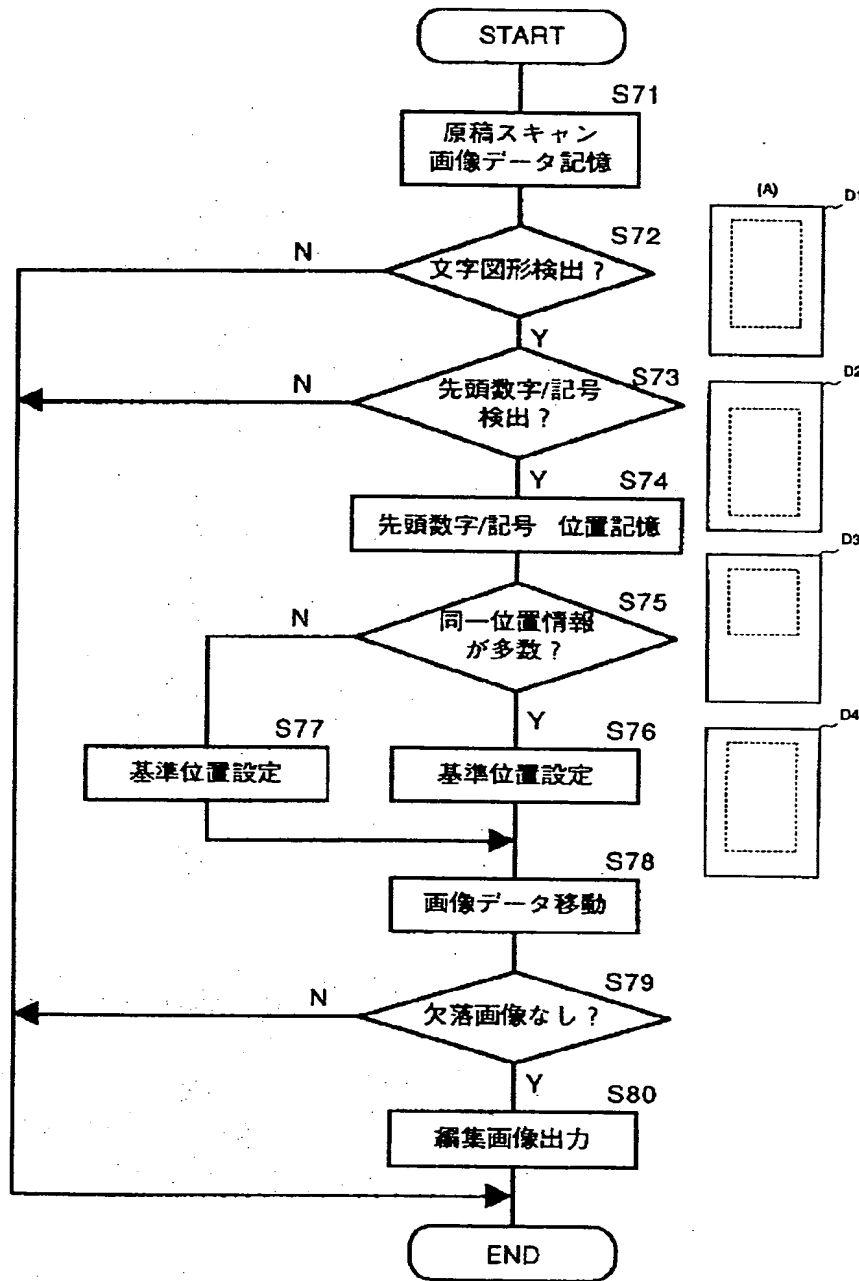 START
S71
原稿スキャン
画像データ記憶
(A)
D1
S72
N
文字図形検出？
Y
S73
D2
N
先頭数字/記号
検出？
Y
S74
先頭数字/記号　位置記憶
D3
S75
N
同一位置情報
が多数？
Y
S77
S76
D4
基準位置設定
基準位置設定
S78
画像データ移動
S79
N
欠落画像なし？
Y
S80
編集画像出力
END